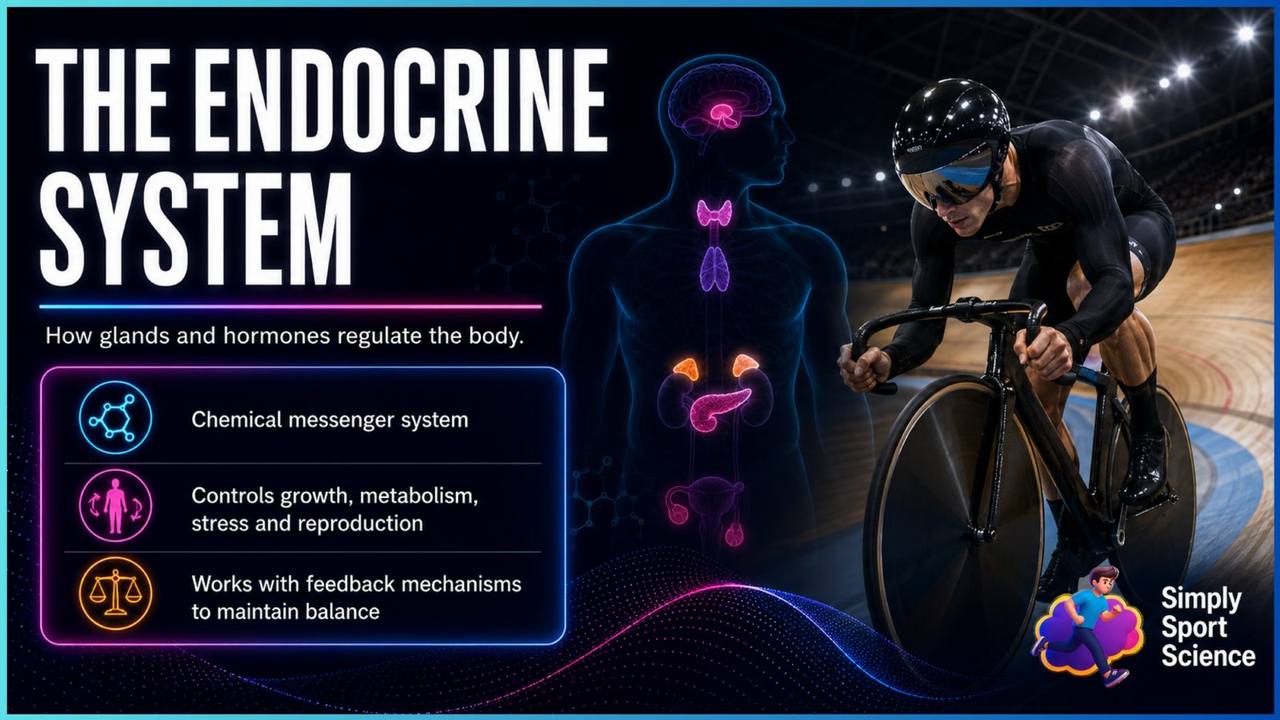 THE ENDOCRINE
SYSTEM
How glands and hormones regulate the body.
Chemical messenger system
Controls growth, metabolism,
stress and reproduction
Works with feedback mechanisms
to maintain balance
Simply
Sport
Science